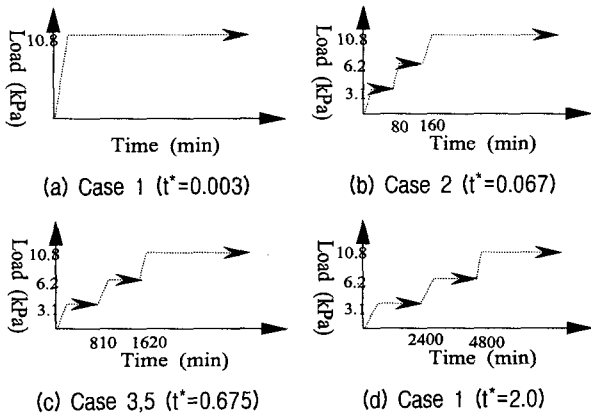 Load (kPa)
10.8
Time (min)
(a) Case 1 (t*=0.003)
Load (kPa)
10.8
6.2
3.1
80 160
Time (min)
(b) Case 2 (t*=0.067)
Load (kPa)
10.8
6.2
3.1
810 1620
Time (min)
(c) Case 3,5 (t*=0.675)
Load (kPa)
10.8
6.2
3.1
2400 4800
Time (min)
(d) Case 1 (t*=2.0)